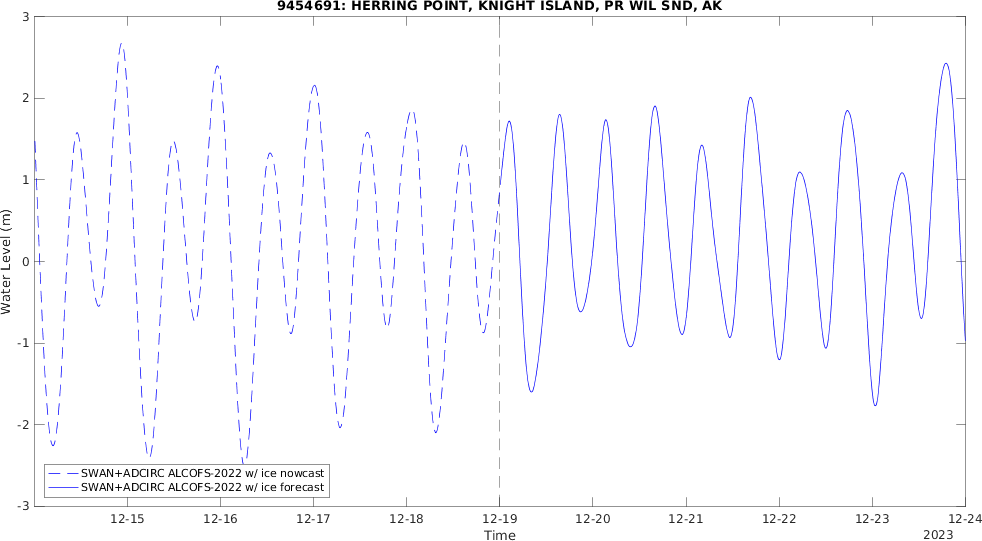 9454691: HERRING POINT, KNIGHT ISLAND, PR WIL SND, AK
3
2
1
0
-1
-2
-3
Water Level (m)
SWAN+ADCIRC ALCOFS-2022 w/ ice nowcast
SWAN+ADCIRC ALCOFS-2022 w/ ice forecast
12-15 12-16 12-17 12-18 12-19 12-20 12-21 12-22 12-23 12-24
Time
2023